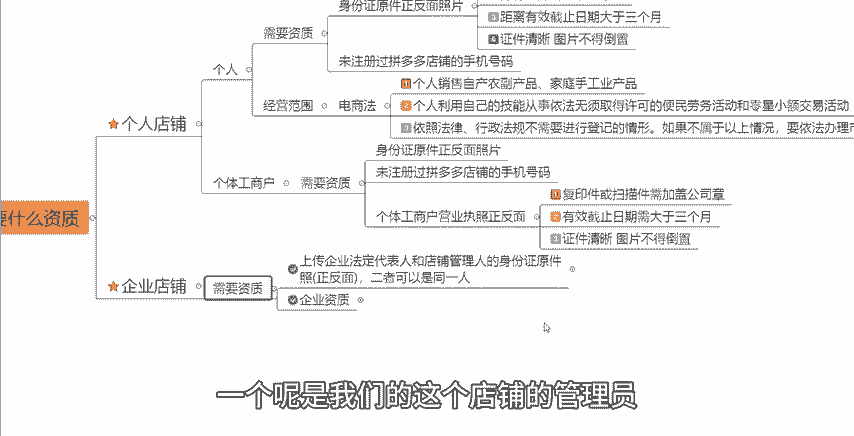 身份证原件正反面照片
3距离有效截止日期大于三个月
4证件清晰 图片不得倒置
需要资质
未注册过拼多多店铺的手机号码
个人
1个人销售自产农副产品、家庭手工业产品
经营范围
电商法
2个人利用自己的技能从事依法无须取得许可的便民劳务活动和零星小额交易活动
3依照法律、行政法规不需要进行登记的情形。如果不属于以上情况，要依法办理市
个人店铺
身份证原件正反面照片
未注册过拼多多店铺的手机号码
个体工商户
需要资质
1复印件或扫描件需加盖公司章
个体工商户营业执照正反面
2有效截止日期需大于三个月
3证件清晰 图片不得倒置
要什么资质
上传企业法定代表人和店铺管理人的身份证原件
照(正反面)，二者可以是同一人
企业店铺
需要资质
企业资质
一个呢是我们的这个店铺的管理员